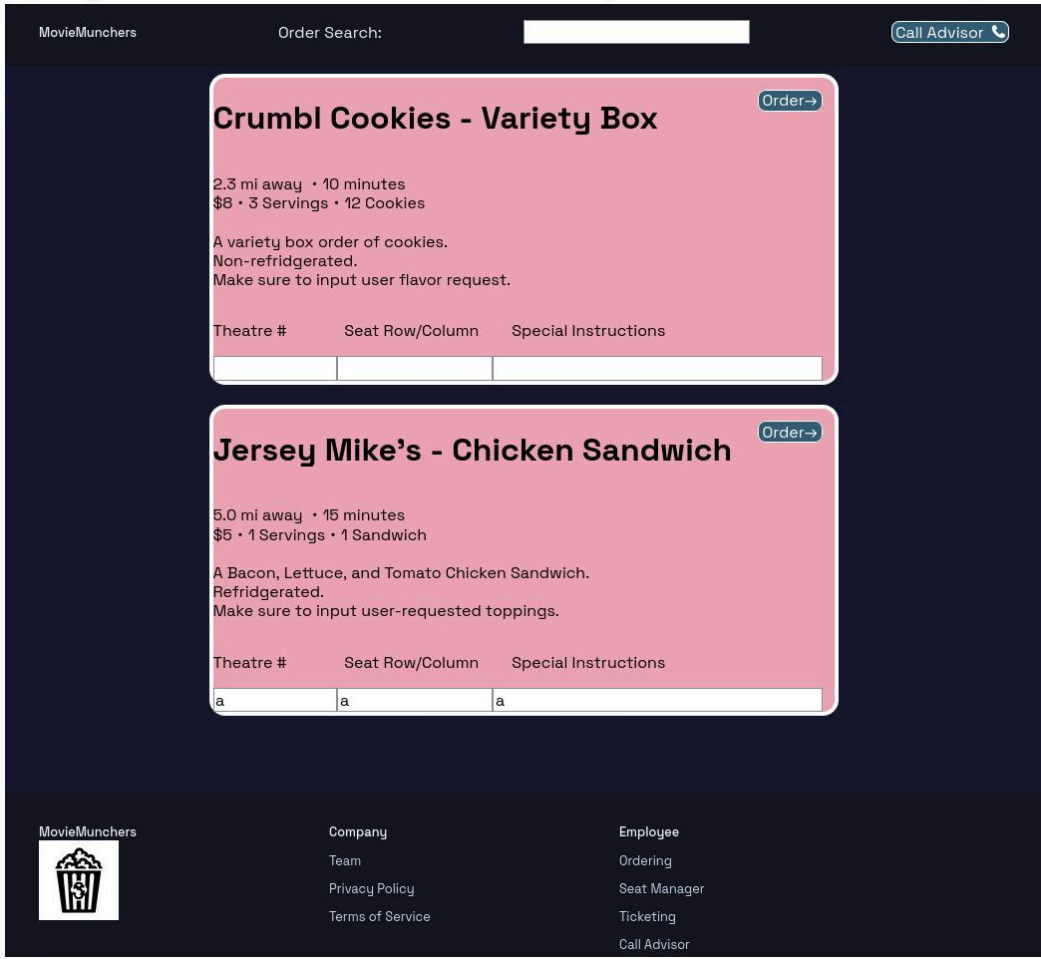 MovieMunchers Order Search: Call Advisor
Crumbl Cookies - Variety Box
Order→
2.3 mi away • 10 minutes
$8 • 3 Servings • 12 Cookies
A variety box order of cookies.
Non-refridgerated.
Make sure to input user flavor request.
Theatre # Seat Row/Column Special Instructions
Jersey Mike's - Chicken Sandwich
Order→
5.0 mi away • 15 minutes
$5 • 1 Servings • 1 Sandwich
A Bacon, Lettuce, and Tomato Chicken Sandwich.
Refridgerated.
Make sure to input user-requested toppings.
Theatre # Seat Row/Column Special Instructions
a a a
MovieMunchers Company Employee
Team Ordering
Privacy Policy Seat Manager
Terms of Service Ticketing
Call Advisor